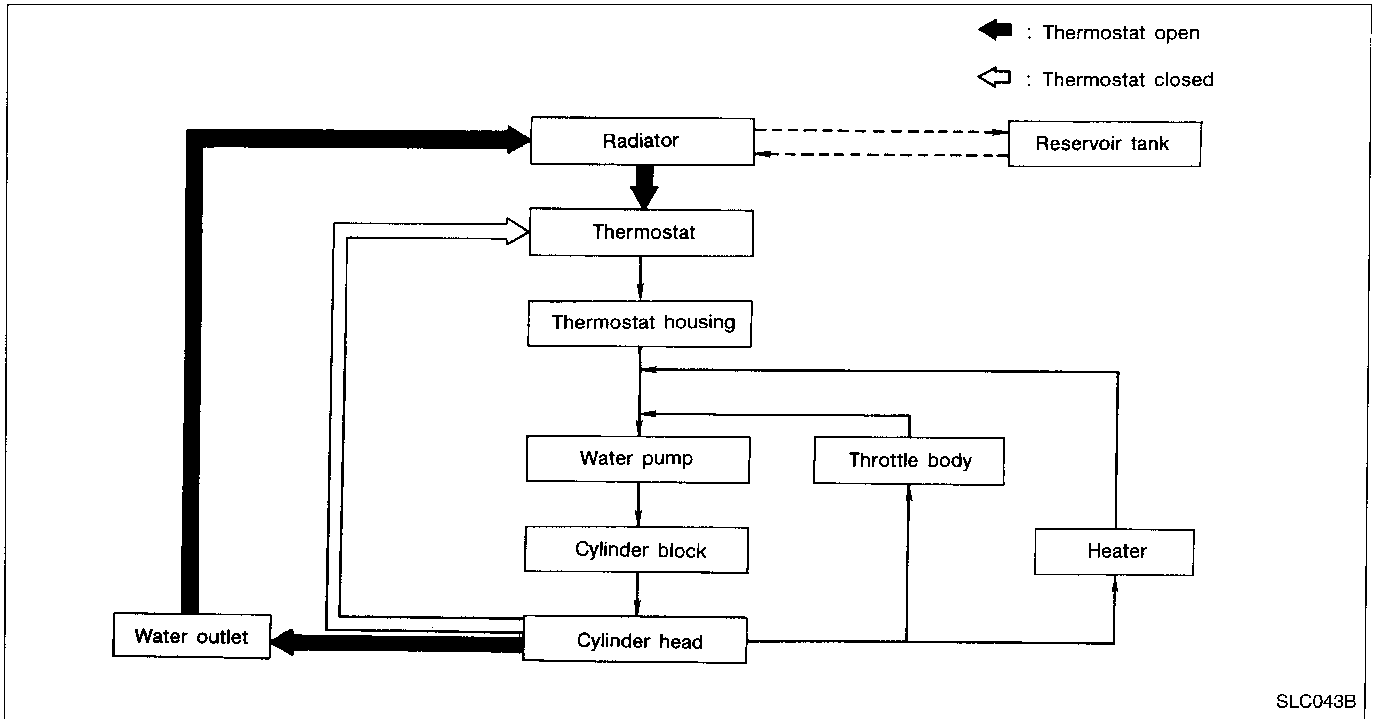 : Thermostat open
: Thermostat closed
Radiator
Reservoir tank
Thermostat
Thermostat housing
Water pump
Throttle body
Cylinder block
Heater
Water outlet
Cylinder head
SLC043B